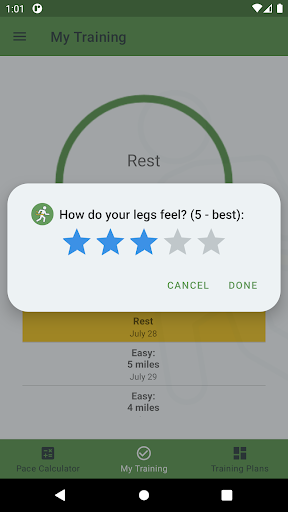 1:01
My Training
Rest
How do your legs feel? (5 - best):
CANCEL DONE
Rest
July 28
Easy:
5 miles
July 29
Easy:
4 miles
Pace Calculator My Training Training Plans